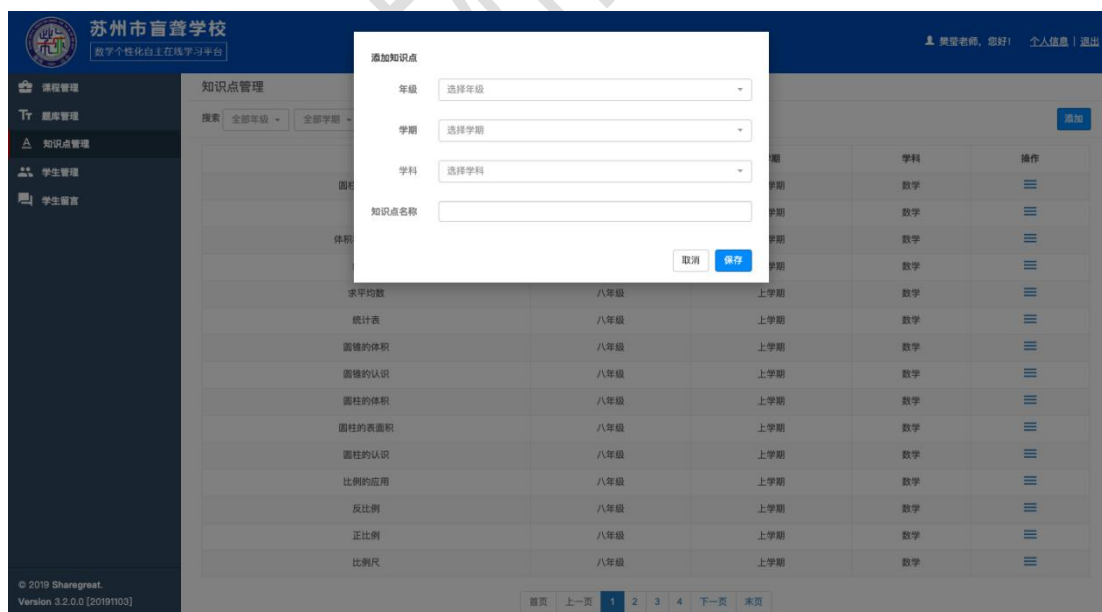 苏州市盲聋学校
数学个性化自主在线学习平台
樊莹老师，您好！ 个人信息 | 退出
课程管理
题库管理
知识点管理
学生管理
学生留言
© 2019 Sharegreat.
Version 3.2.0.0 [20191103]
知识点管理
搜索 全部年级 全部学期 添加
添加知识点
年级 选择年级
学期 选择学期
学科 选择学科
知识点名称
取消 保存
学科 操作
数学
数学
体积 数学
数学
求平均数 八年级 上学期 数学
统计表 八年级 上学期 数学
圆锥的体积 八年级 上学期 数学
圆锥的认识 八年级 上学期 数学
圆柱的体积 八年级 上学期 数学
圆柱的表面积 八年级 上学期 数学
圆柱的认识 八年级 上学期 数学
比例的应用 八年级 上学期 数学
反比例 八年级 上学期 数学
正比例 八年级 上学期 数学
比例尺 八年级 上学期 数学
首页 上一页 1 2 3 4 下一页 末页